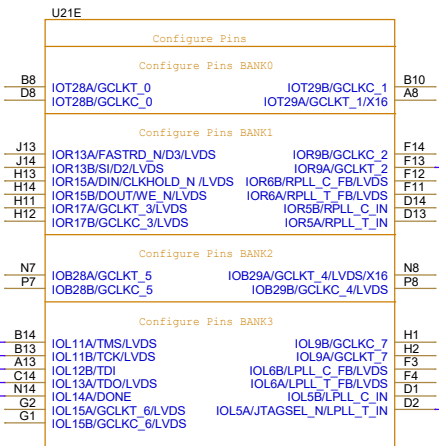 U21E
Configure Pins
Configure Pins BANK0
B8 IOT28A/GCLKT_0 IOT29B/GCLKC_1 B10
D8 IOT28B/GCLKC_0 IOT29A/GCLKT_1/X16 A8
Configure Pins BANK1
J13 IOR13A/FASTRD_N/D3/LVDS IOR9B/GCLKC_2 F14
J14 IOR13B/SI/D2/LVDS IOR9A/GCLKT_2 F13
H13 IOR15A/DIN/CLKHOLD_N /LVDS IOR6B/RPLL_C_FB/LVDS F12
H14 IOR15B/DOUT/WE_N/LVDS IOR6A/RPLL_T_FB/LVDS F11
H11 IOR17A/GCLKT_3/LVDS IOR5B/RPLL_C_IN D14
H12 IOR17B/GCLKC_3/LVDS IOR5A/RPLL_T_IN D13
Configure Pins BANK2
N7 IOB28A/GCLKT_5 IOB29A/GCLKT_4/LVDS/X16 N8
P7 IOB28B/GCLKC_5 IOB29B/GCLKC_4/LVDS P8
Configure Pins BANK3
B14 IOL11A/TMS/LVDS IOL9B/GCLKC_7 H1
B13 IOL11B/TCK/LVDS IOL9A/GCLKT_7 H2
A13 IOL12B/TDI IOL6B/LPLL_C_FB/LVDS F3
C14 IOL13A/TDO/LVDS IOL6A/LPLL_T_FB/LVDS F4
N14 IOL14A/DONE IOL5B/LPLL_C_IN D1
G2 IOL15A/GCLKT_6/LVDS IOL5A/JTAGSEL_N/LPLL_T_IN D2
G1 IOL15B/GCLKC_6/LVDS